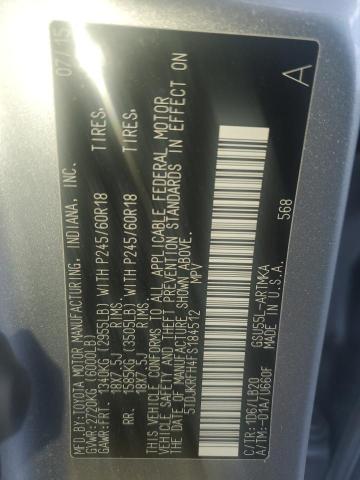 MFD.BY:TOYOTA MOTOR MANUFACTURING, INDIANA, INC. 07/15
GVWR:2720KG (6000LB)
GAWR:FRT. 1340KG (2955LB) WITH P245/60R18 TIRES,
18X7.5J RIMS,
RR. 1589KG (3505LB) WITH P245/60R18 TIRES,
18X7.5J RIMS,
THIS VEHICLE CONFORMS TO ALL APPLICABLE FEDERAL MOTOR
VEHICLE SAFETY AND THEFT PREVENTION STANDARDS IN EFFECT ON
THE DATE OF MANUFACTURE SHOWN ABOVE.
5TDJKRFH4FS184512 MPV
A
568
C/TR:1D6/LB20 GSU55L-ARTMKA
A/TM:-01A/U660F MADE IN U.S.A.